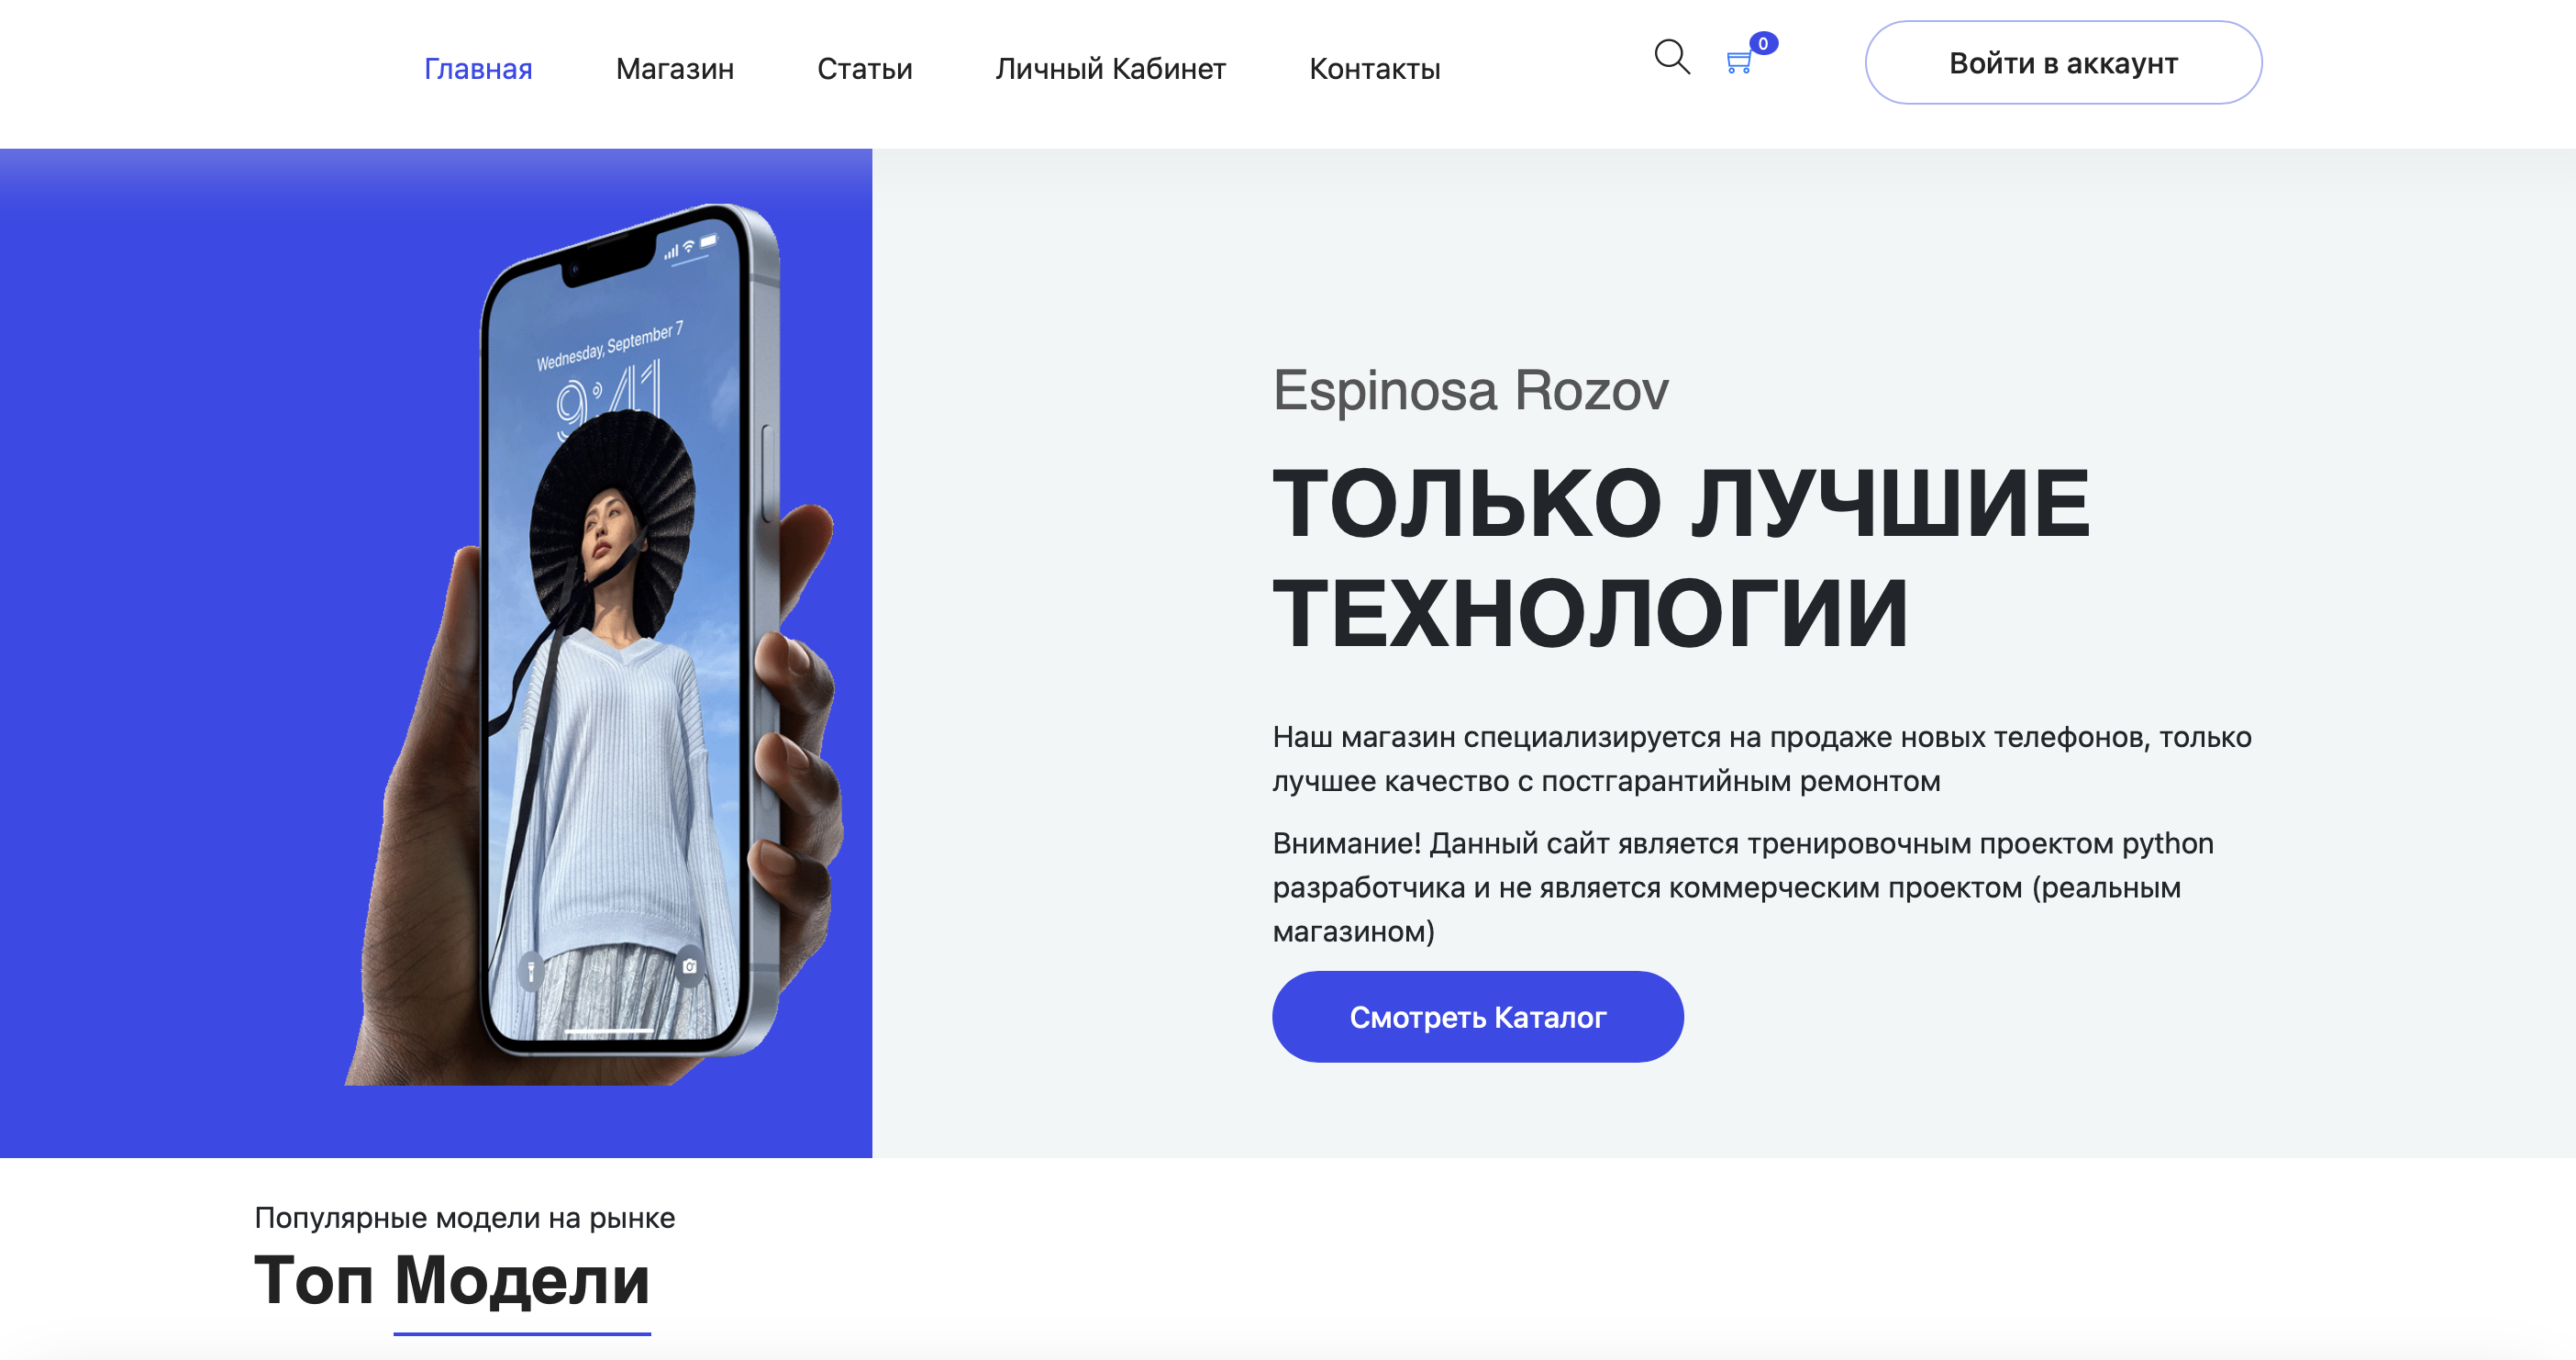 Главная Магазин Статьи Личный Кабинет Контакты 0 Войти в аккаунт
Wednesday, September 7
9:41
Espinosa Rozov
ТОЛЬКО ЛУЧШИЕ
ТЕХНОЛОГИИ
Наш магазин специализируется на продаже новых телефонов, только
лучшее качество с постгарантийным ремонтом
Внимание! Данный сайт является тренировочным проектом python
разработчика и не является коммерческим проектом (реальным
магазином)
Смотреть Каталог
Популярные модели на рынке
Топ Модели